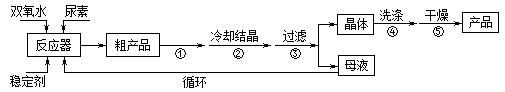 双氧水 尿素
反应器 粗产品 ① 冷却结晶 ② 过滤 ③ 晶体 洗涤 ④ 干燥 ⑤ 产品
母液
稳定剂 循环